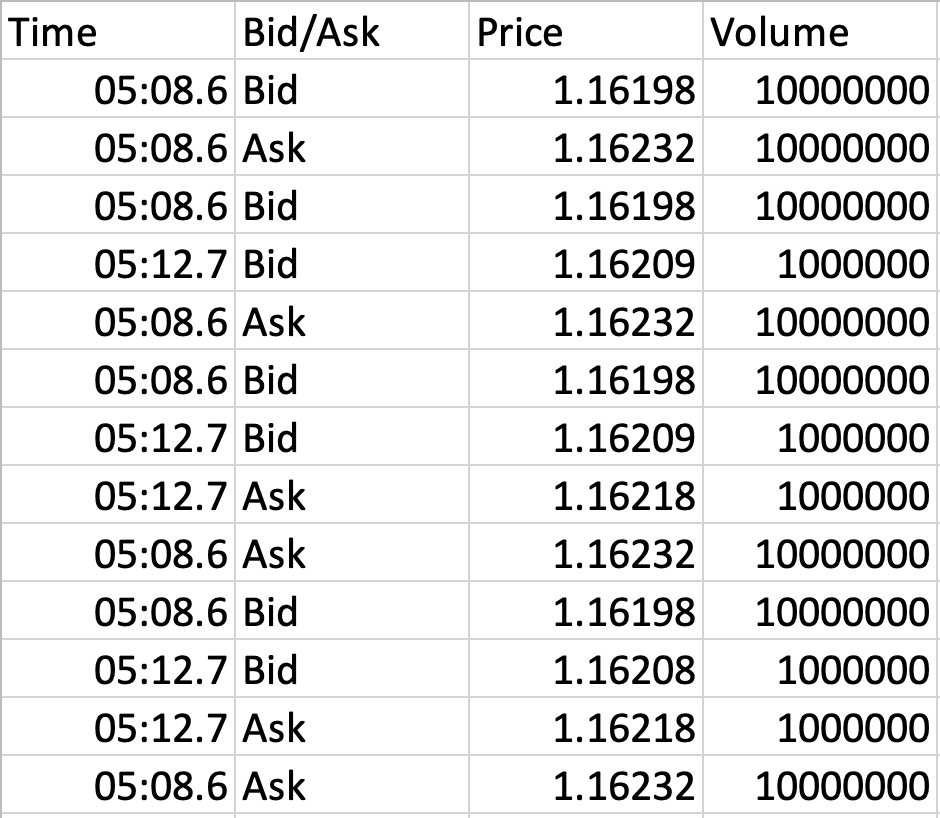 Time Bid/Ask Price Volume
05:08.6 Bid 1.16198 10000000
05:08.6 Ask 1.16232 10000000
05:08.6 Bid 1.16198 10000000
05:12.7 Bid 1.16209 1000000
05:08.6 Ask 1.16232 10000000
05:08.6 Bid 1.16198 10000000
05:12.7 Bid 1.16209 1000000
05:12.7 Ask 1.16218 1000000
05:08.6 Ask 1.16232 10000000
05:08.6 Bid 1.16198 10000000
05:12.7 Bid 1.16208 1000000
05:12.7 Ask 1.16218 1000000
05:08.6 Ask 1.16232 10000000